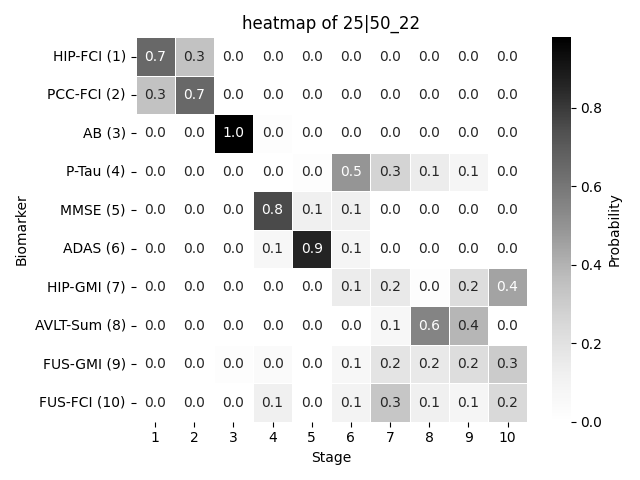 heatmap of 25|50_22
HIP-FCI (1) 0.7 0.3 0.0 0.0 0.0 0.0 0.0 0.0 0.0 0.0
PCC-FCI (2) 0.3 0.7 0.0 0.0 0.0 0.0 0.0 0.0 0.0 0.0
AB (3) 0.0 0.0 1.0 0.0 0.0 0.0 0.0 0.0 0.0 0.0
P-Tau (4) 0.0 0.0 0.0 0.0 0.0 0.5 0.3 0.1 0.1 0.0
MMSE (5) 0.0 0.0 0.0 0.8 0.1 0.1 0.0 0.0 0.0 0.0
ADAS (6) 0.0 0.0 0.0 0.1 0.9 0.1 0.0 0.0 0.0 0.0
HIP-GMI (7) 0.0 0.0 0.0 0.0 0.0 0.1 0.2 0.0 0.2 0.4
AVLT-Sum (8) 0.0 0.0 0.0 0.0 0.0 0.0 0.1 0.6 0.4 0.0
FUS-GMI (9) 0.0 0.0 0.0 0.0 0.0 0.1 0.2 0.2 0.2 0.3
FUS-FCI (10) 0.0 0.0 0.0 0.1 0.0 0.1 0.3 0.1 0.1 0.2
1 2 3 4 5 6 7 8 9 10
Stage
Biomarker
0.8
0.6
0.4
0.2
0.0
Probability